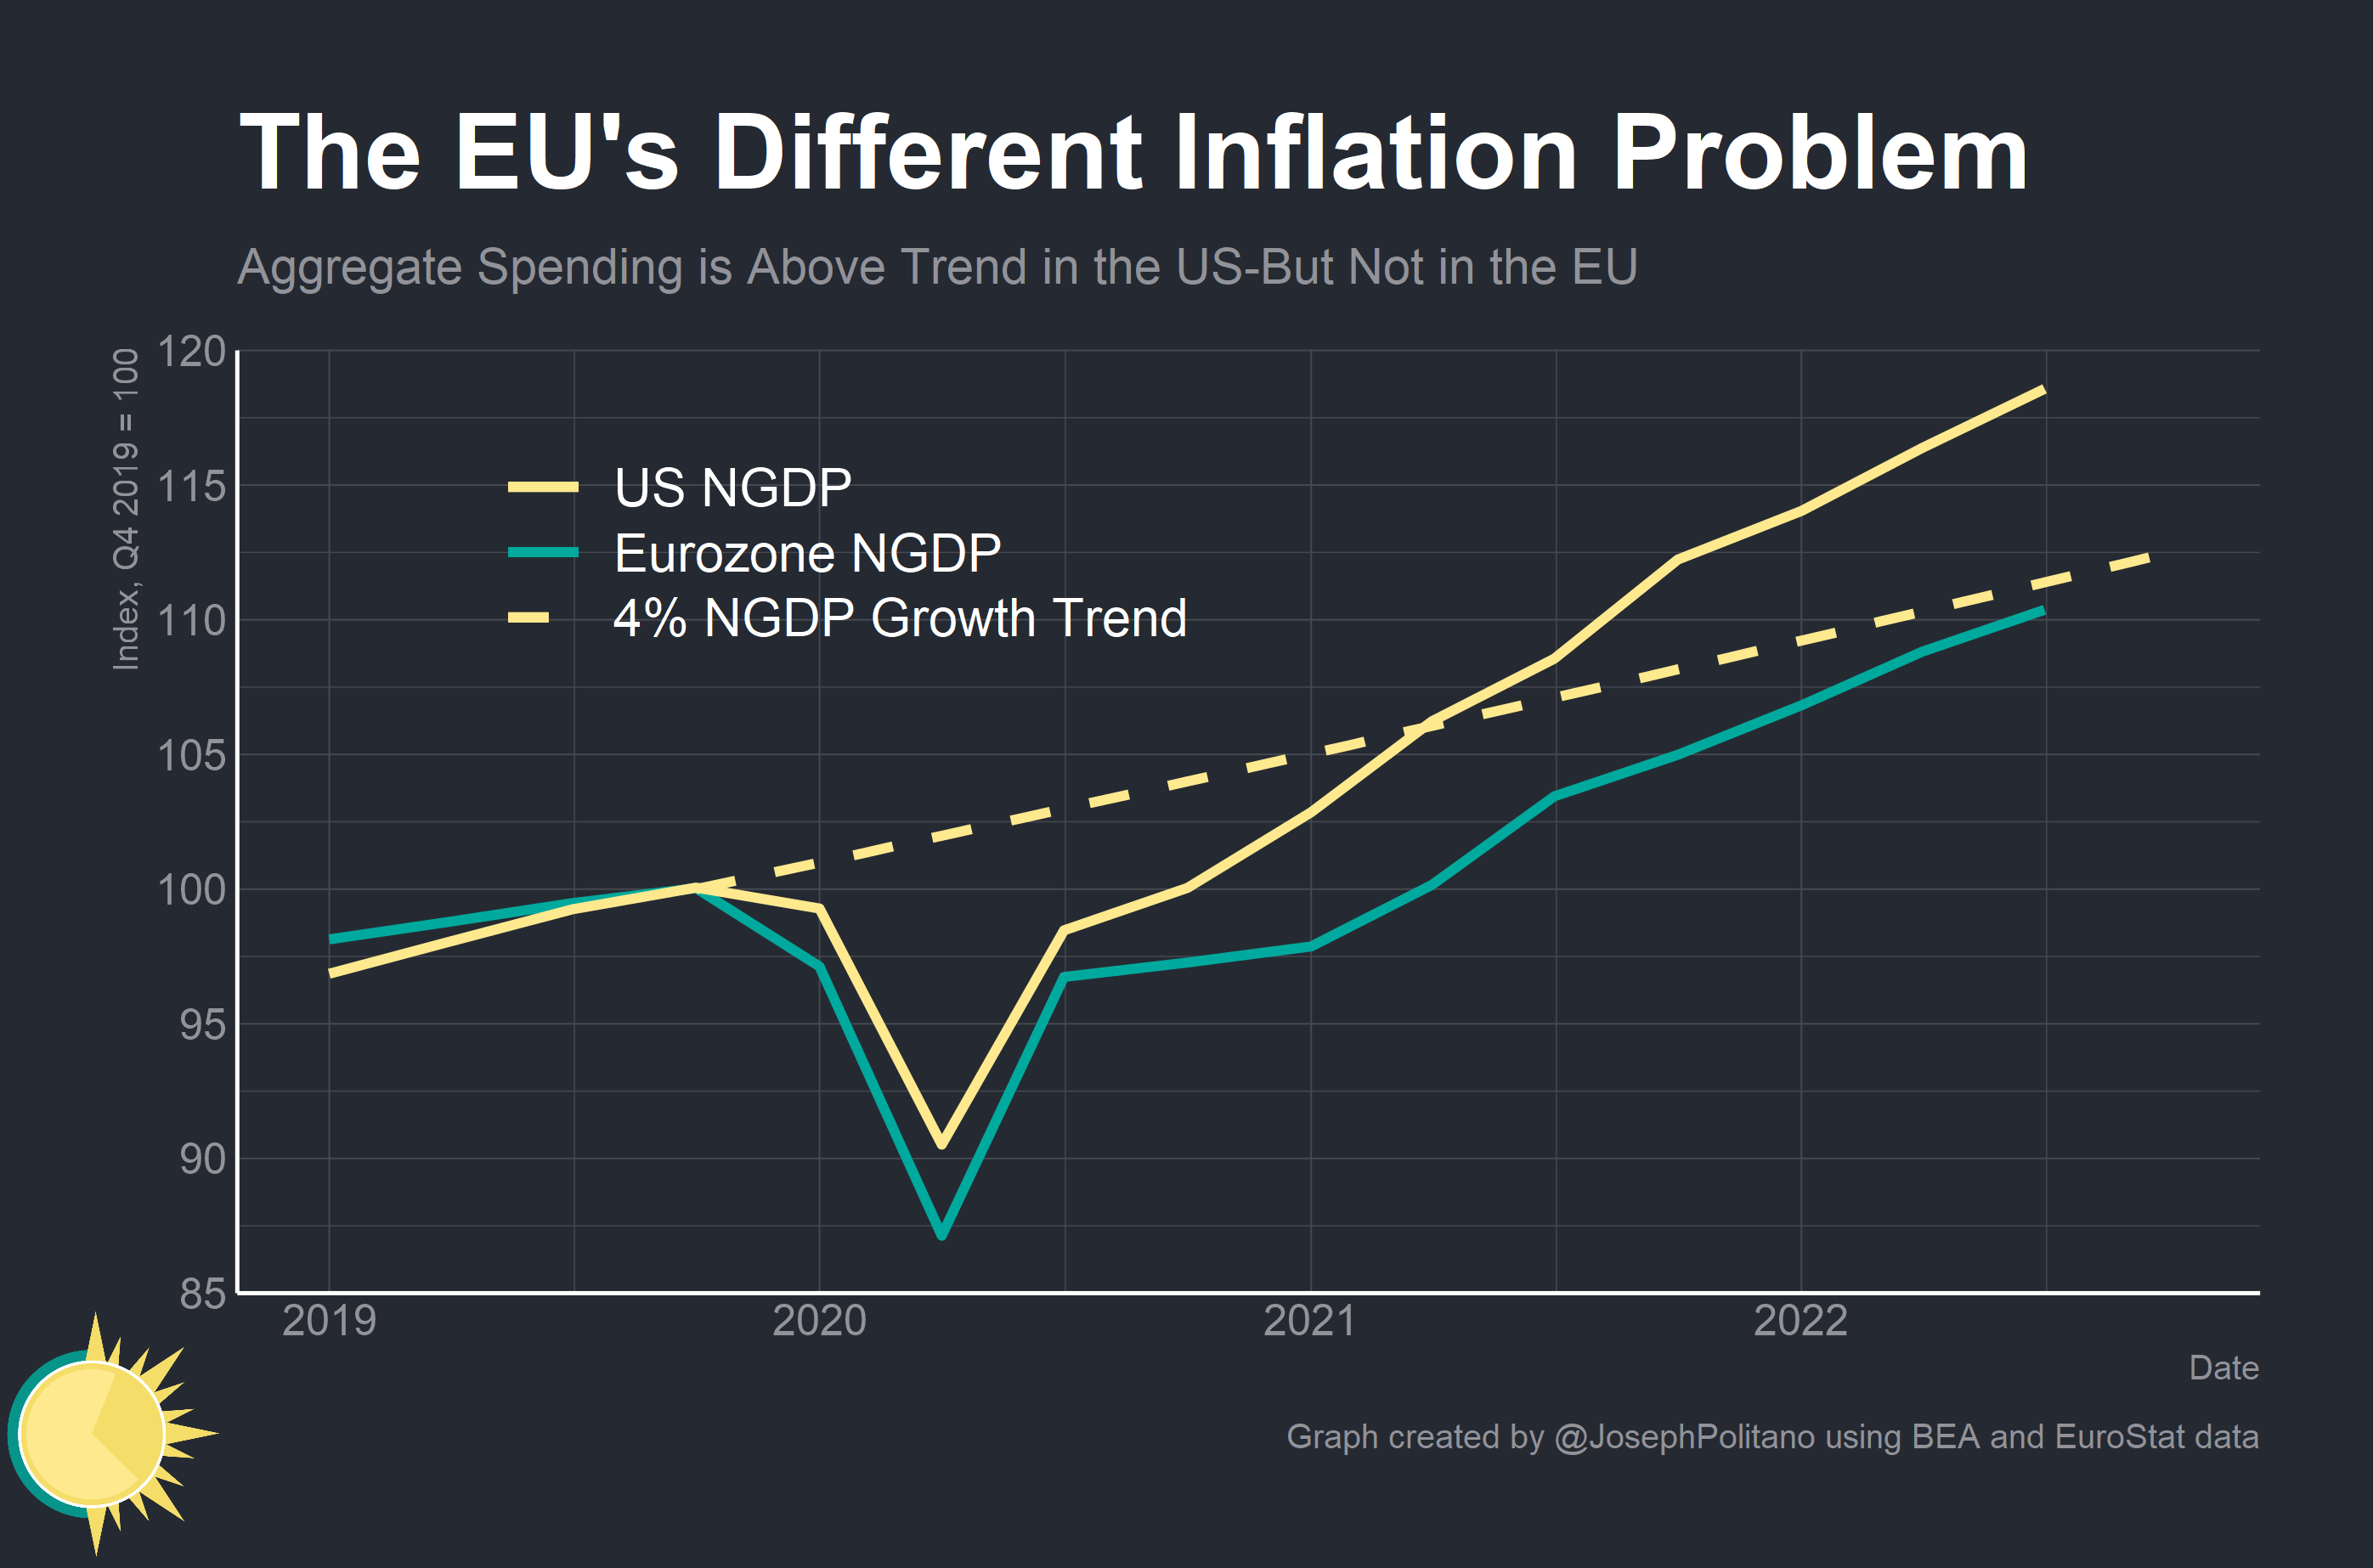 The EU's Different Inflation Problem
Aggregate Spending is Above Trend in the US-But Not in the EU
Index, Q4 2019 = 100
120
115
110
105
100
95
90
85
US NGDP
Eurozone NGDP
4% NGDP Growth Trend
2019
2020
2021
2022
Date
Graph created by @JosephPolitano using BEA and EuroStat data